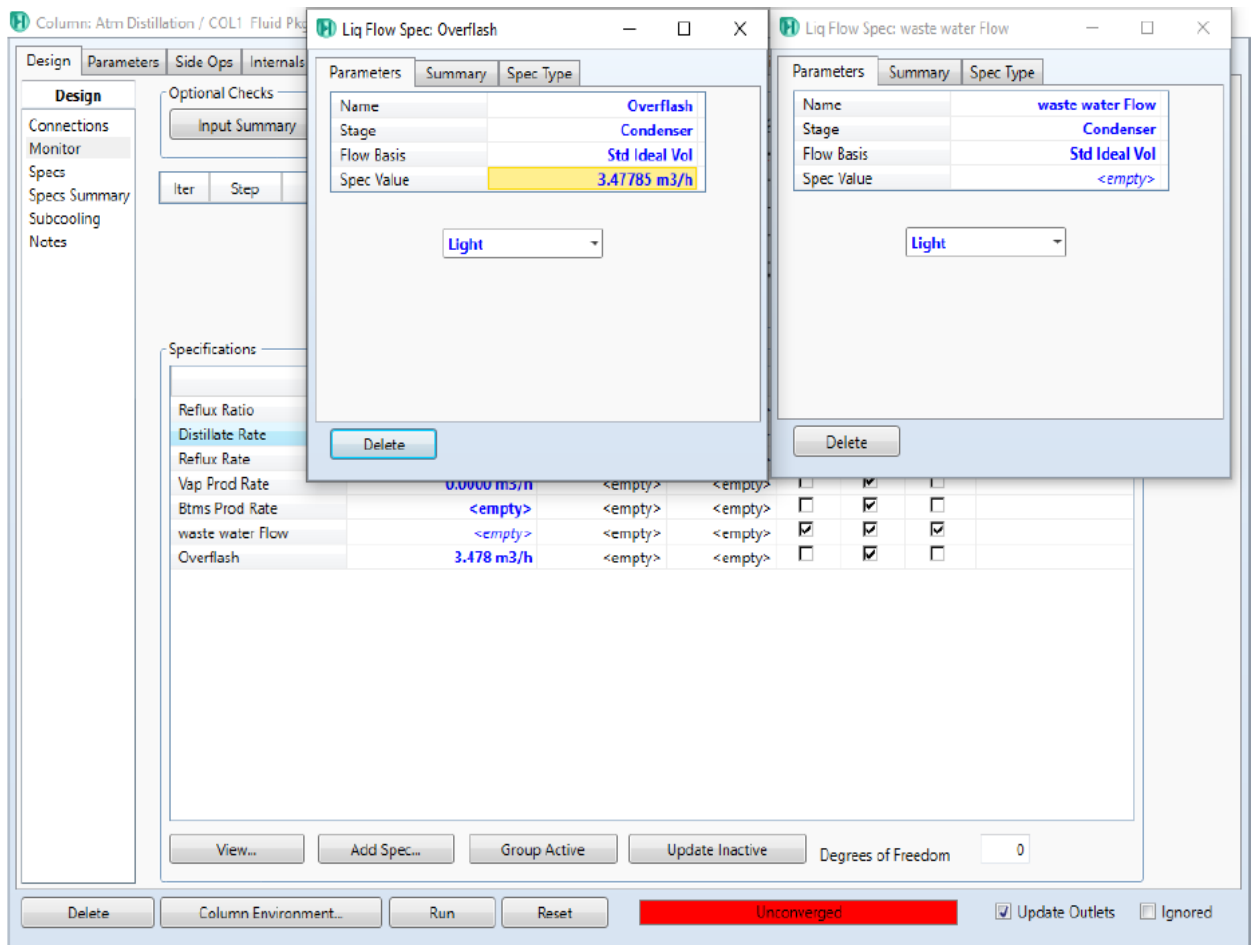 Column: Atm Distillation / COL1 Fluid Pkg
Design Parameters Side Ops Internals
Design
Connections
Monitor
Specs
Specs Summary
Subcooling
Notes
Optional Checks
Input Summary
Iter Step
Liq Flow Spec: Overflash
Parameters Summary Spec Type
Name Overflash
Stage Condenser
Flow Basis Std Ideal Vol
Spec Value 3.47785 m3/h
Light
Delete
Liq Flow Spec: waste water Flow
Parameters Summary Spec Type
Name waste water Flow
Stage Condenser
Flow Basis Std Ideal Vol
Spec Value <empty>
Light
Delete
Specifications
Reflux Ratio
Distillate Rate
Reflux Rate
Vap Prod Rate 0.0000 m3/h <empty> <empty>
Btms Prod Rate <empty> <empty> <empty>
waste water Flow <empty> <empty> <empty>
Overflash 3.478 m3/h <empty> <empty>
View... Add Spec... Group Active Update Inactive Degrees of Freedom 0
Delete Column Environment... Run Reset Unconverged Update Outlets Ignored